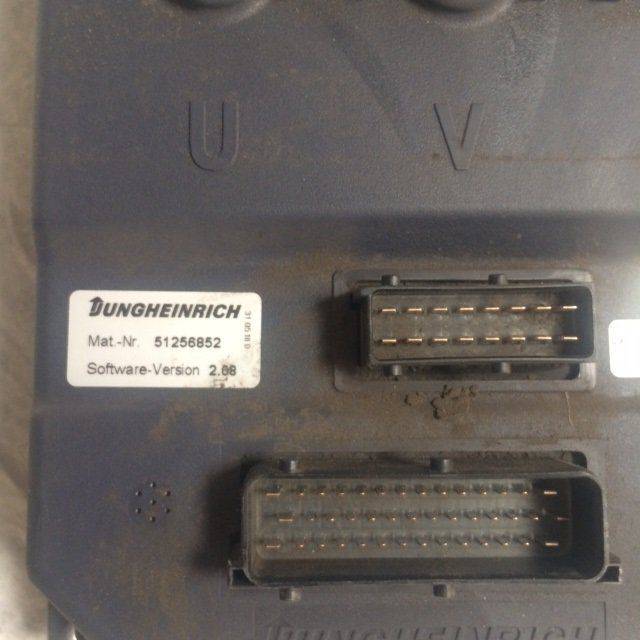 U
V
JUNGHEINRICH
Mat.-Nr. 51256852
Software-Version 2.08
JUNGHEINRICH